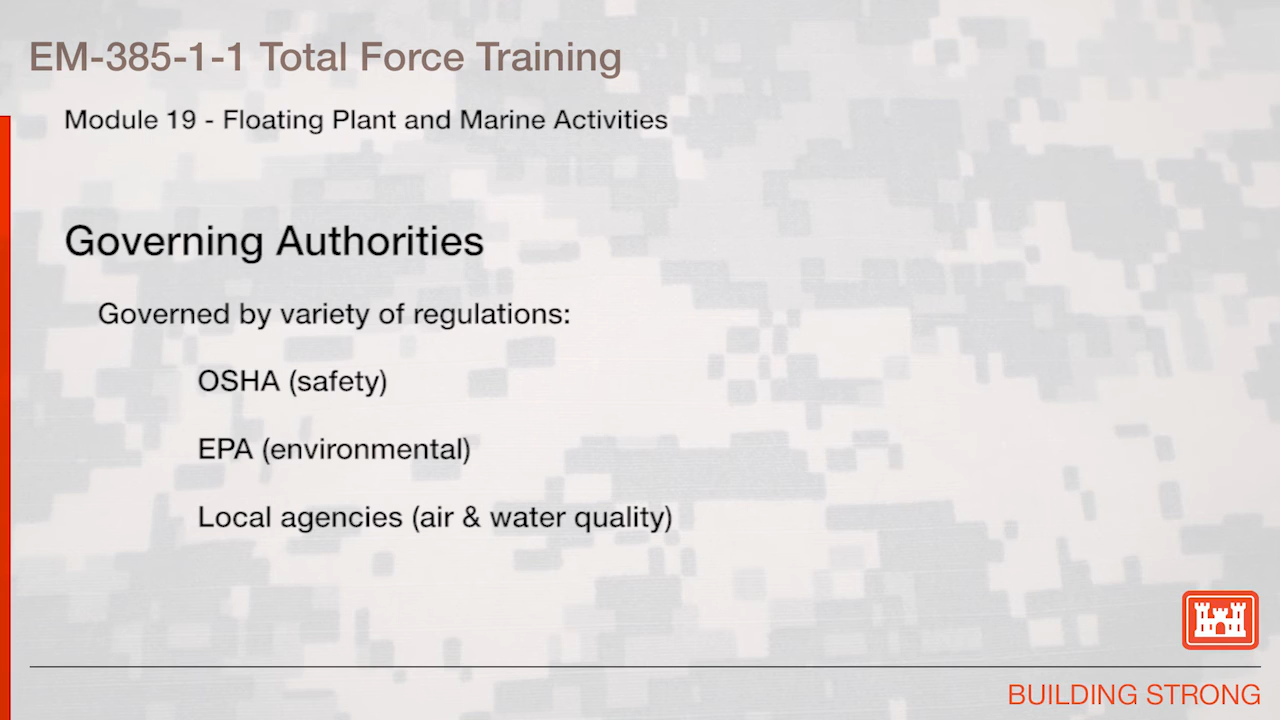 EM-385-1-1 Total Force Training
Module 19 - Floating Plant and Marine Activities
Governing Authorities
Governed by variety of regulations:
OSHA (safety)
EPA (environmental)
Local agencies (air & water quality)
BUILDING STRONG